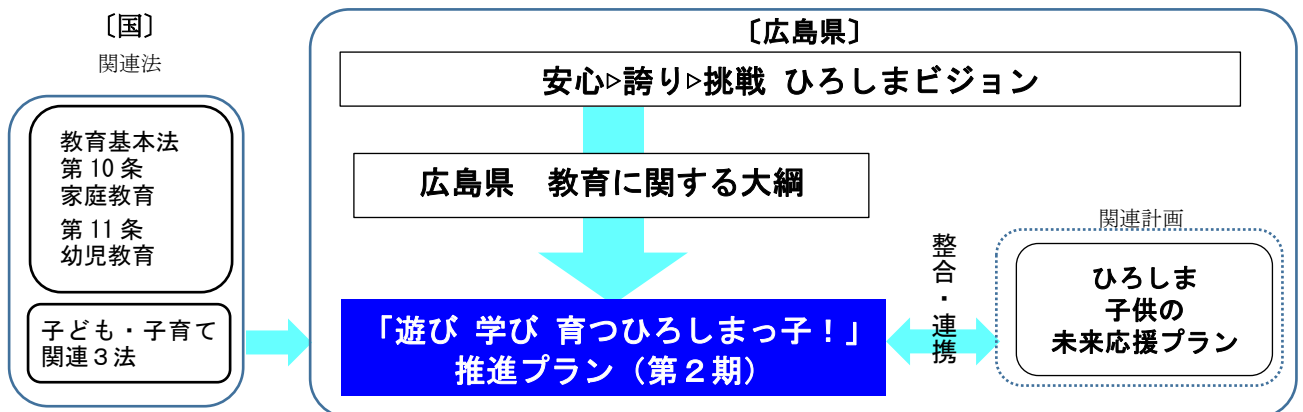 〔国〕
関連法
教育基本法
第10条
家庭教育
第11条
幼児教育
子ども・子育て
関連3法
〔広島県〕
安心▷誇り▷挑戦 ひろしまビジョン
広島県　教育に関する大綱
「遊び 学び 育つひろしまっ子！」
推進プラン（第２期）
整合・連携
関連計画
ひろしま
子供の
未来応援プラン